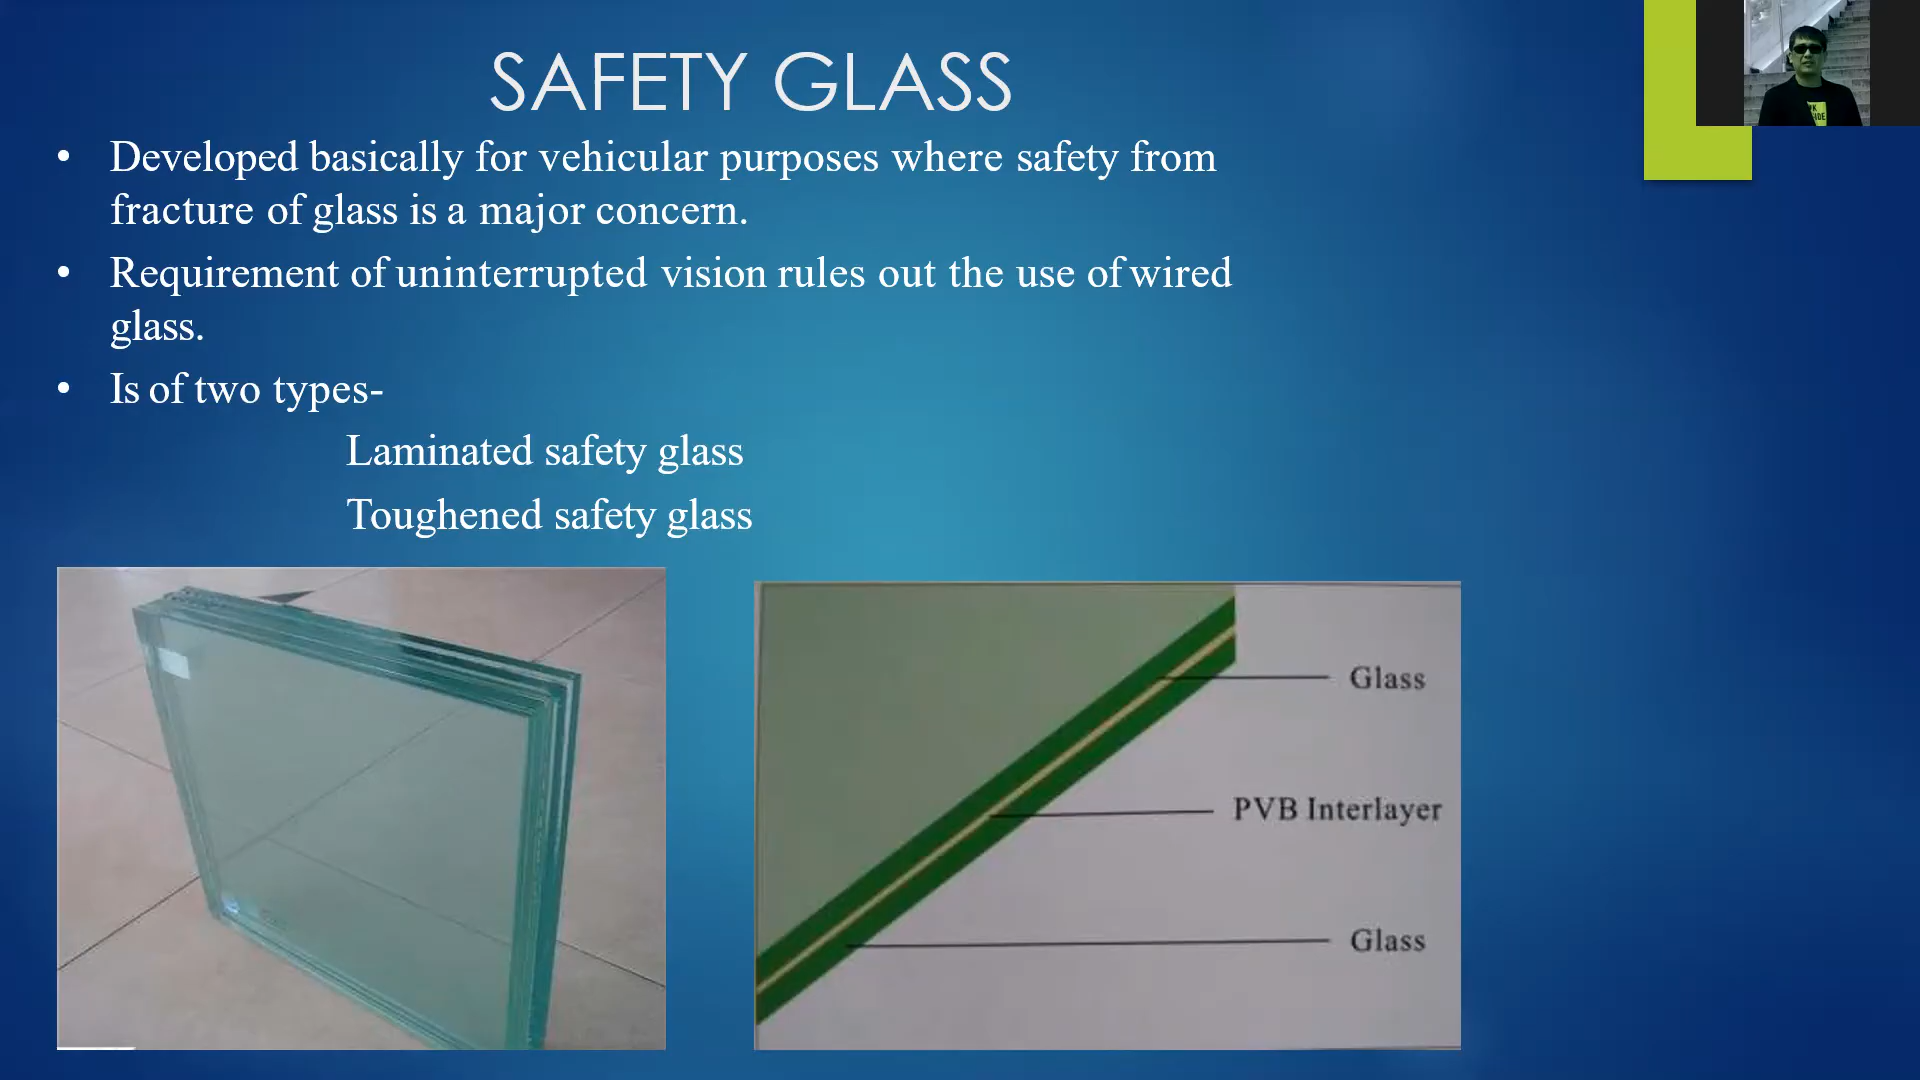 SAFETY GLASS
• Developed basically for vehicular purposes where safety from
fracture of glass is a major concern.
• Requirement of uninterrupted vision rules out the use of wired
glass.
• Is of two types-
Laminated safety glass
Toughened safety glass
Glass
PVB Interlayer
Glass